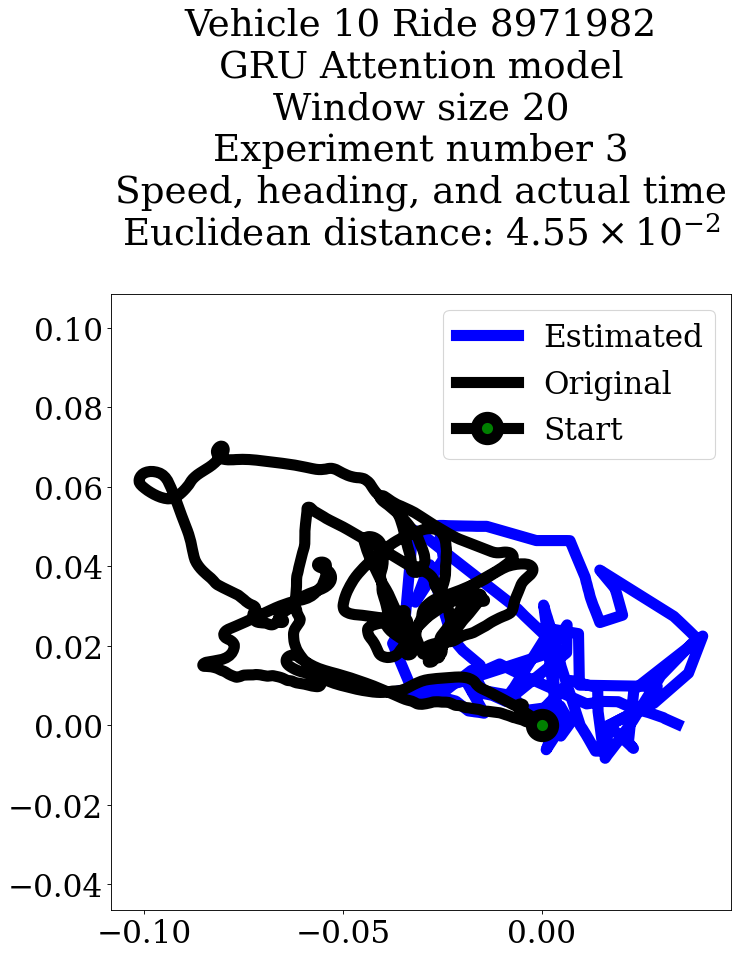 Vehicle 10 Ride 8971982
GRU Attention model
Window size 20
Experiment number 3
Speed, heading, and actual time
Euclidean distance: 4.55 × 10⁻²
Estimated
Original
Start
0.10
0.08
0.06
0.04
0.02
0.00
−0.02
−0.04
−0.10
−0.05
0.00